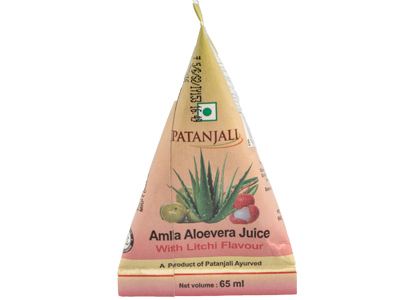 PATANJALI
Amla Aloevera Juice
With Litchi Flavour
A Product of Patanjali Ayurved
Net volume : 65 ml